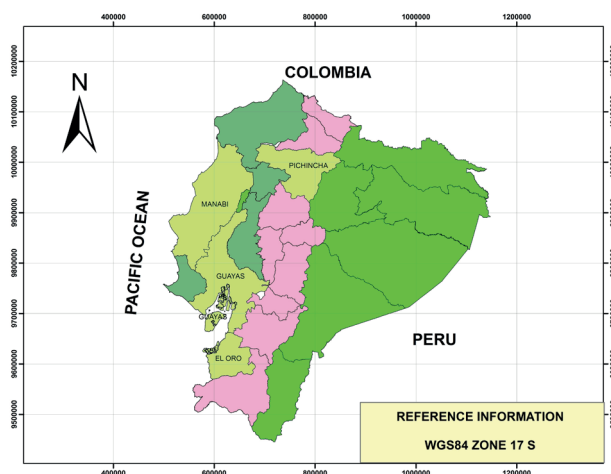 400000 600000 800000 1000000 1200000
N
COLOMBIA
PICHINCHA
MANABI
PACIFIC OCEAN
GUAYAS
GUAYAS
EL ORO
PERU
10200000
10100000
10000000
9900000
9800000
9700000
9600000
9500000
REFERENCE INFORMATION
WGS84 ZONE 17 S
400000 600000 800000 1000000 1200000